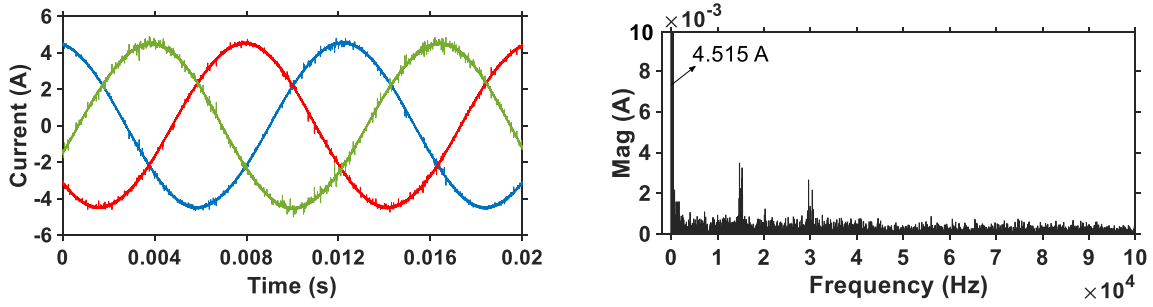 6
4
2
0
-2
-4
-6
Current (A)
0 0.004 0.008 0.012 0.016 0.02
Time (s)
×10⁻³
10
8
6
4
2
0
Mag (A)
4.515 A
0 1 2 3 4 5 6 7 8 9 10
Frequency (Hz)
×10⁴